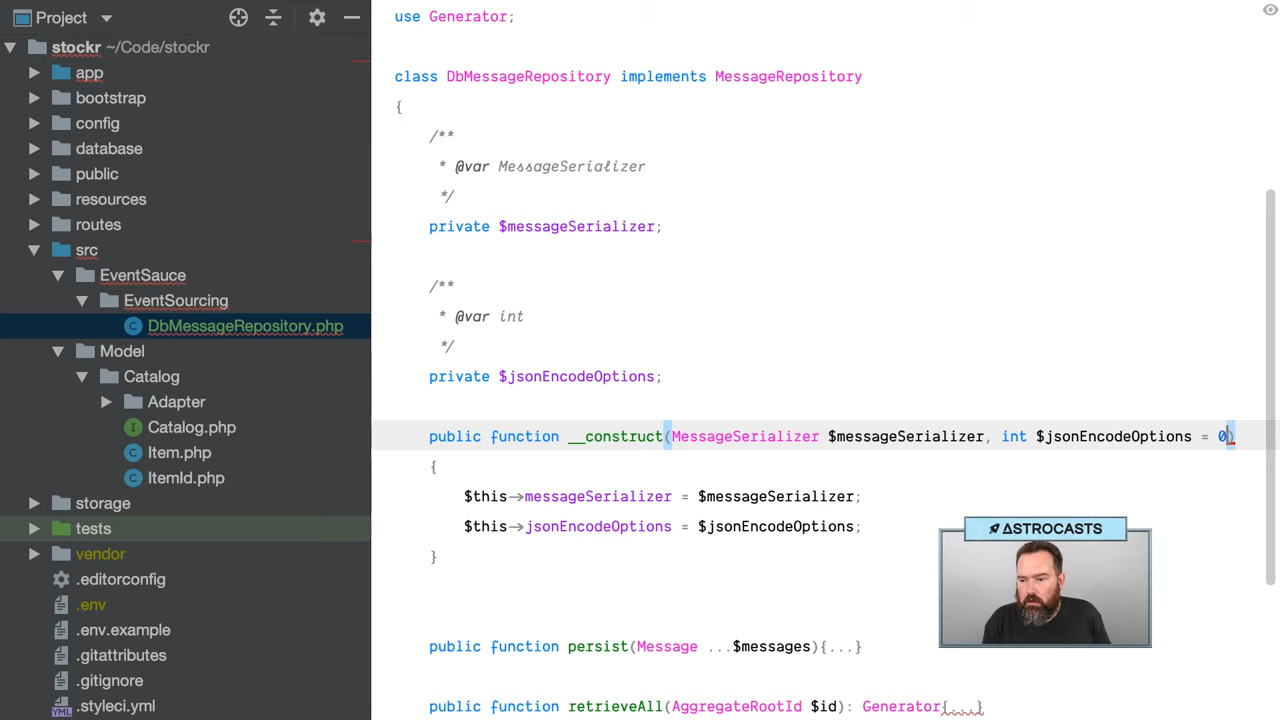 Project
stockr ~/Code/stockr
app
bootstrap
config
database
public
resources
routes
src
EventSauce
EventSourcing
DbMessageRepository.php
Model
Catalog
Adapter
Catalog.php
Item.php
ItemId.php
storage
tests
vendor
.editorconfig
.env
.env.example
.gitattributes
.gitignore
.styleci.yml
use Generator;
class DbMessageRepository implements MessageRepository
{
/**
* @var MessageSerializer
*/
private $messageSerializer;
/**
* @var int
*/
private $jsonEncodeOptions;
public function __construct(MessageSerializer $messageSerializer, int $jsonEncodeOptions = 0)
{
$this->messageSerializer = $messageSerializer;
$this->jsonEncodeOptions = $jsonEncodeOptions;
}
public function persist(Message ...$messages){...}
public function retrieveAll(AggregateRootId $id): Generator{...}
ΔSTROCASTS